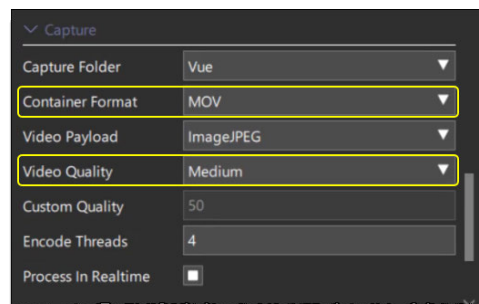 Capture
Capture Folder Vue
Container Format MOV
Video Payload ImageJPEG
Video Quality Medium
Custom Quality 50
Encode Threads 4
Process In Realtime